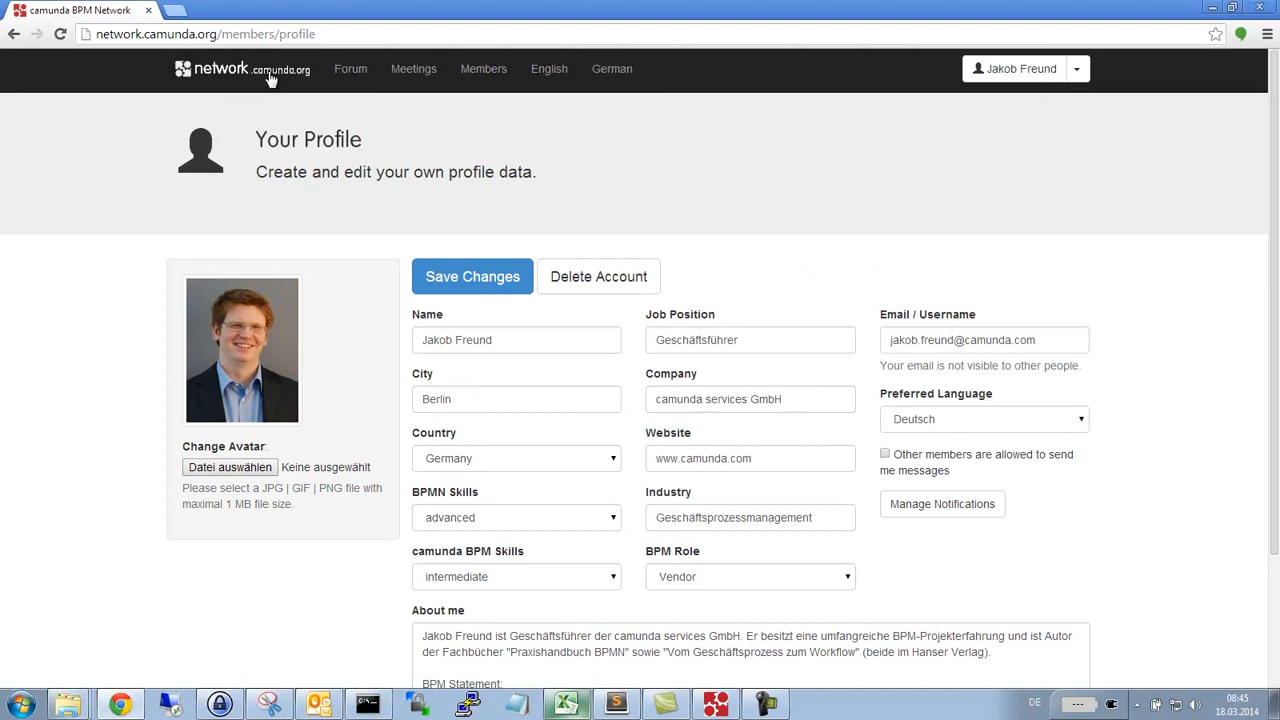 camunda BPM Network
network.camunda.org/members/profile
network .camunda.org Forum Meetings Members English German Jakob Freund
Your Profile
Create and edit your own profile data.
Save Changes Delete Account
Name
Jakob Freund
Job Position
Geschäftsführer
Email / Username
jakob.freund@camunda.com
Your email is not visible to other people.
City
Berlin
Company
camunda services GmbH
Preferred Language
Deutsch
Country
Germany
Website
www.camunda.com
Other members are allowed to send
me messages
Change Avatar:
Datei auswählen Keine ausgewählt
Please select a JPG | GIF | PNG file with
maximal 1 MB file size.
BPMN Skills
advanced
Industry
Geschäftsprozessmanagement
Manage Notifications
camunda BPM Skills
intermediate
BPM Role
Vendor
About me
Jakob Freund ist Geschäftsführer der camunda services GmbH. Er besitzt eine umfangreiche BPM-Projekterfahrung und ist Autor
der Fachbücher "Praxishandbuch BPMN" sowie "Vom Geschäftsprozess zum Workflow" (beide im Hanser Verlag).
BPM Statement:
DE
08:45
18.03.2014